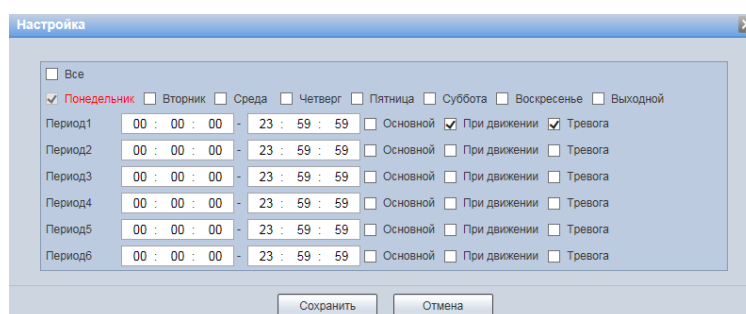 Настройка
Все
Понедельник Вторник Среда Четверг Пятница Суббота Воскресенье Выходной
Период1 00 : 00 : 00 - 23 : 59 : 59 Основной При движении Тревога
Период2 00 : 00 : 00 - 23 : 59 : 59 Основной При движении Тревога
Период3 00 : 00 : 00 - 23 : 59 : 59 Основной При движении Тревога
Период4 00 : 00 : 00 - 23 : 59 : 59 Основной При движении Тревога
Период5 00 : 00 : 00 - 23 : 59 : 59 Основной При движении Тревога
Период6 00 : 00 : 00 - 23 : 59 : 59 Основной При движении Тревога
Сохранить Отмена